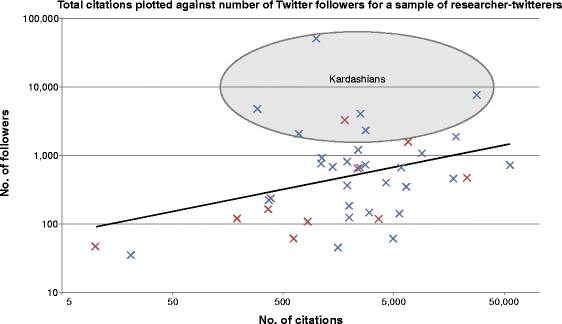 Total citations plotted against number of Twitter followers for a sample of researcher-twitterers
100,000
10,000
1,000
100
10
No. of followers
Kardashians
5
50
500
5,000
50,000
No. of citations